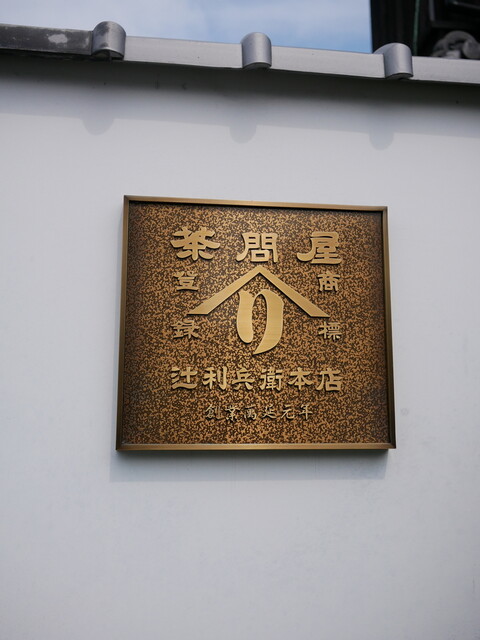 茶問屋
登録 商標
り
辻利兵衛本店
創業萬延元年